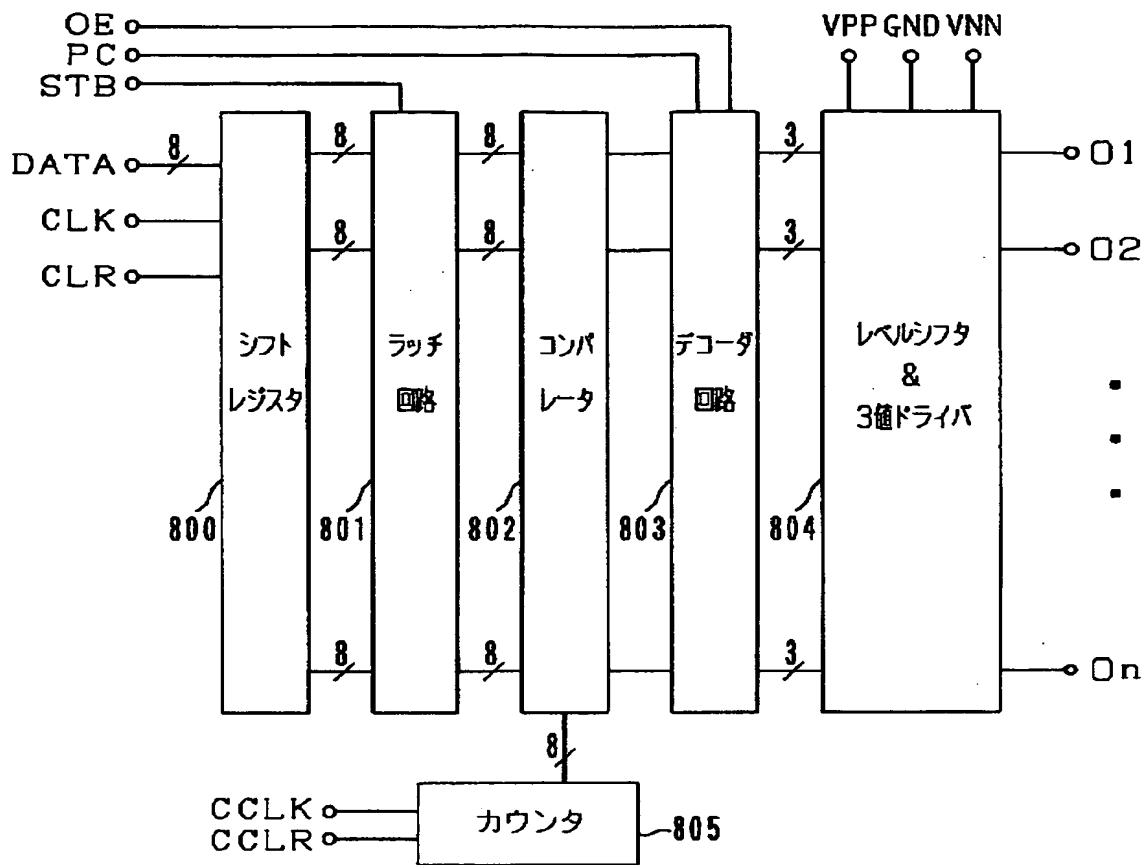 OE
PC
STB
VPP GND VNN
DATA
8
8
8
3
O1
CLK
8
8
3
O2
CLR
シフト
レジスタ
ラッチ
回路
コンパ
レータ
デコーダ
回路
レベルシフタ
&
3値ドライバ
800
801
802
803
804
8
8
3
On
8
CCLK
CCLR
カウンタ
805